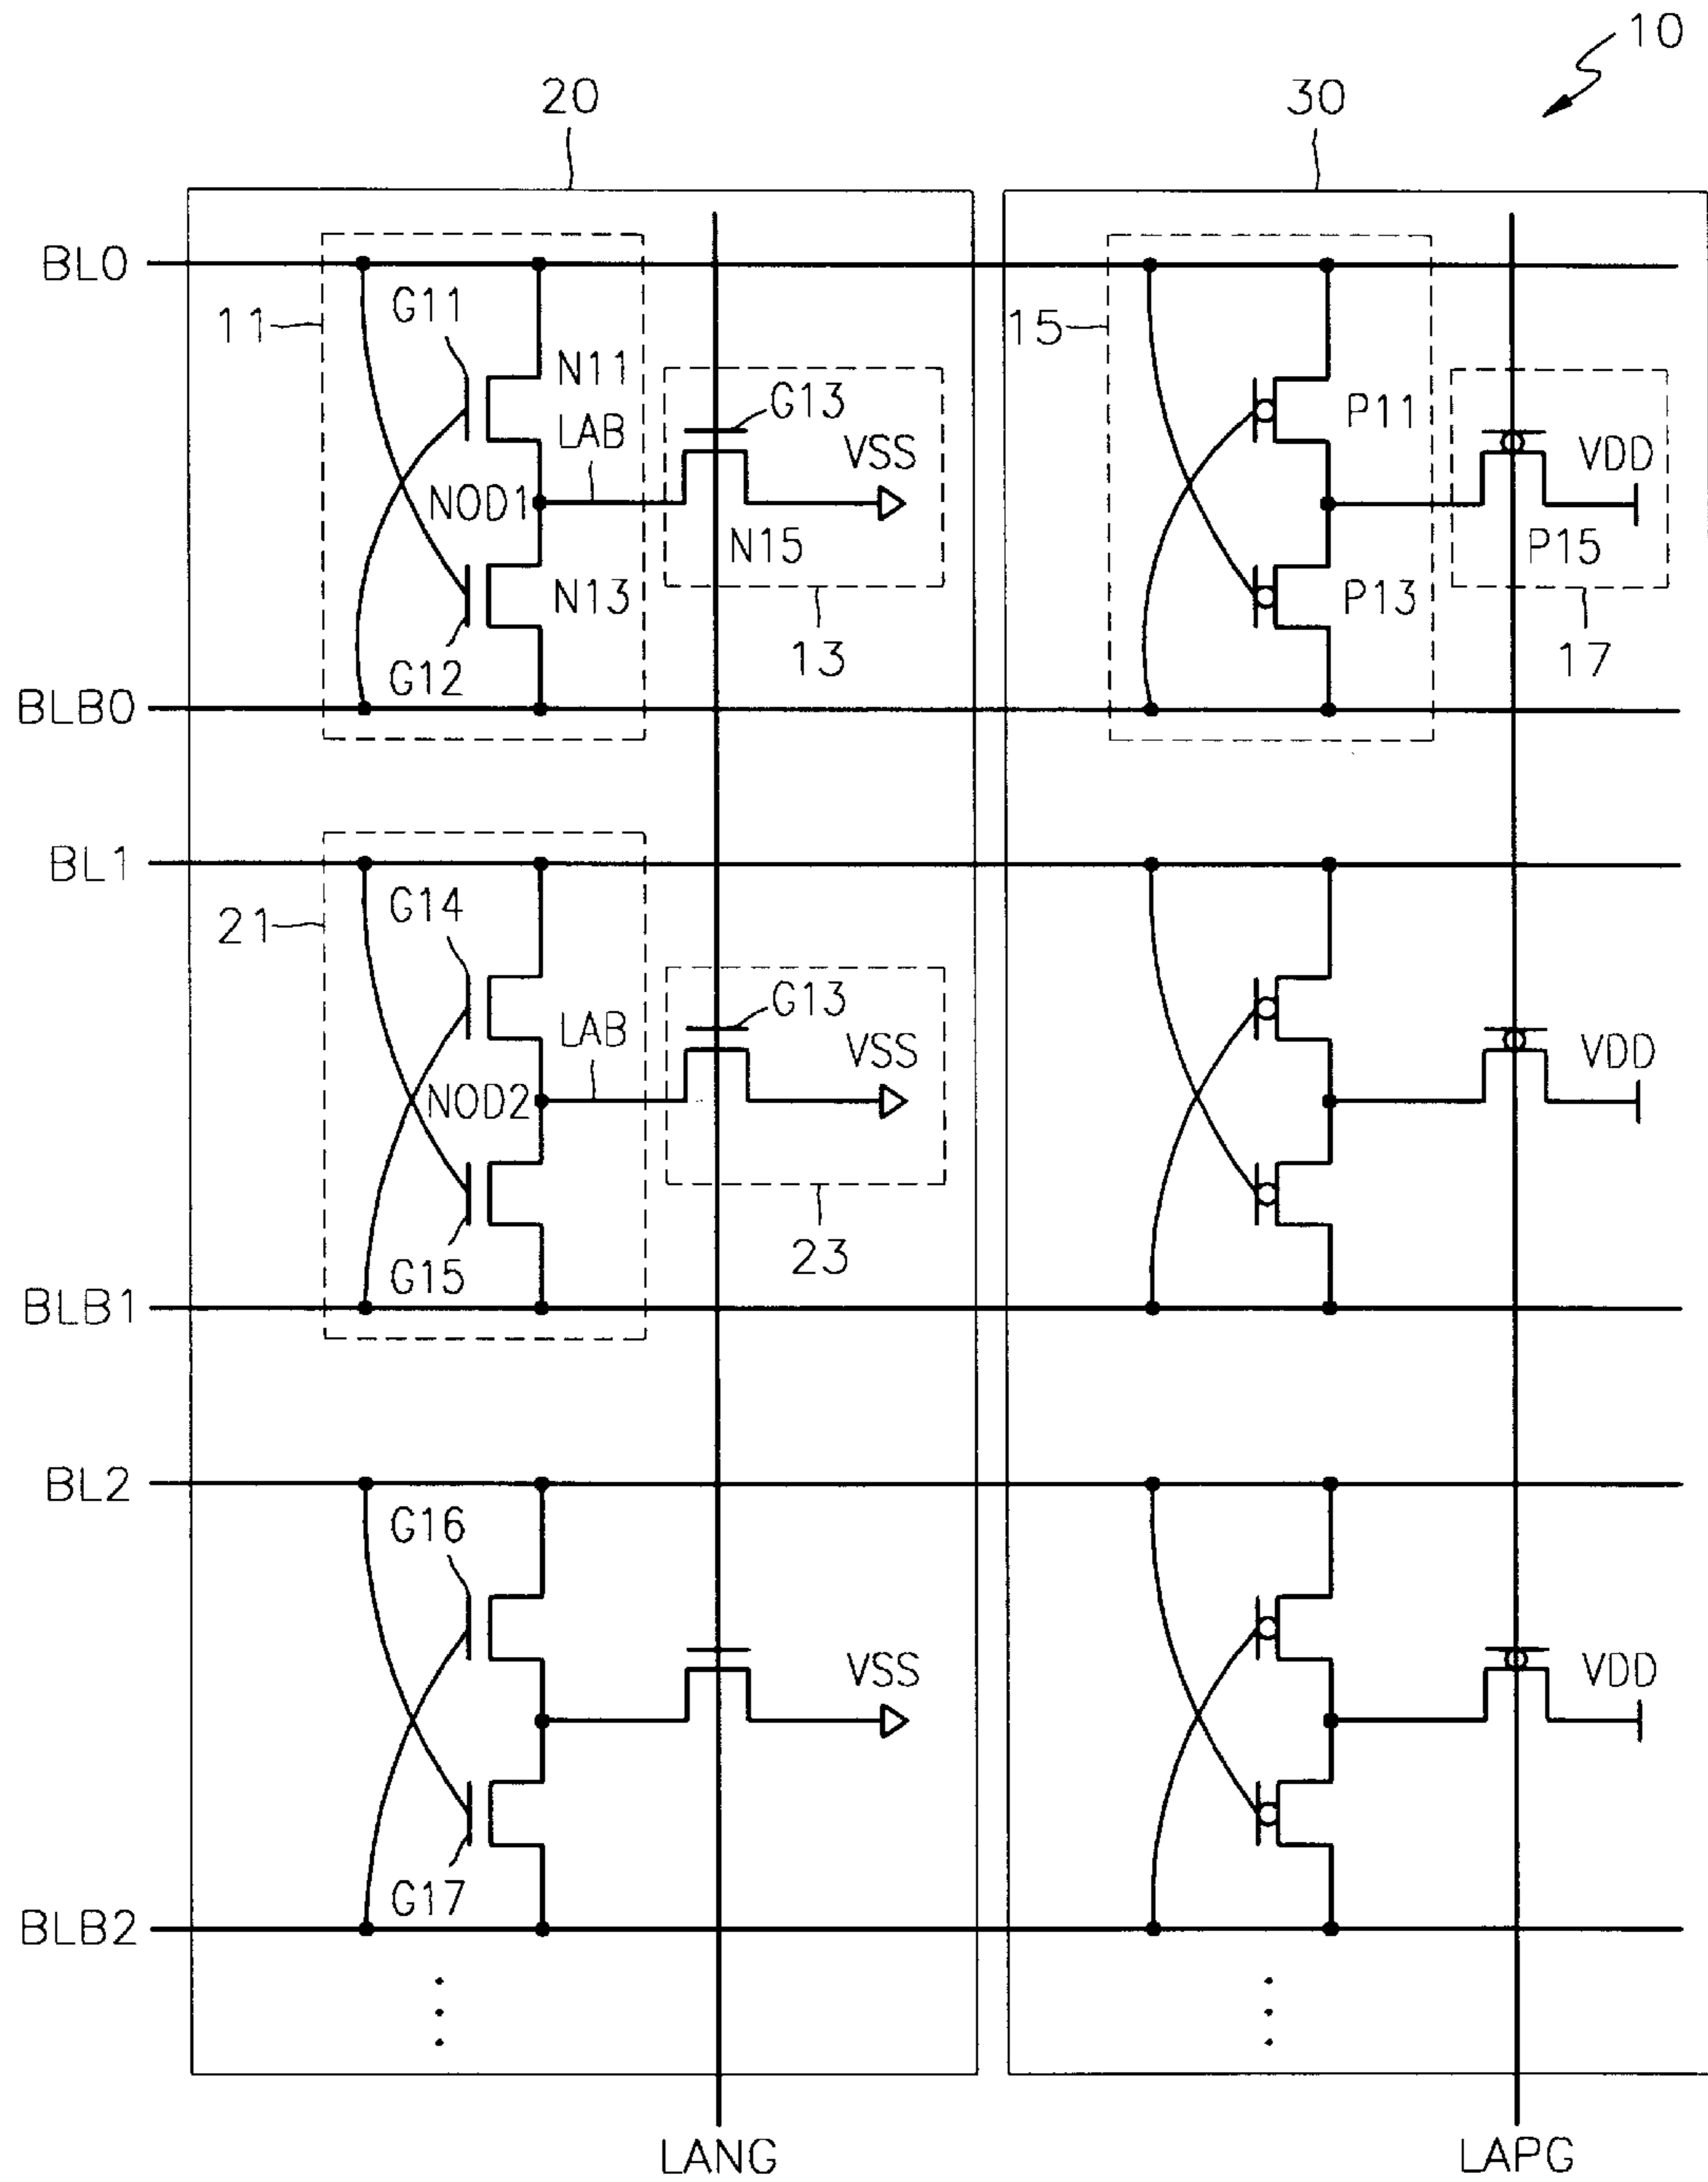 10
20
30
BL0
11
G11
N11
LAB
G13
VSS
NOD1
N15
N13
G12
13
15
P11
VDD
P15
P13
17
BLB0
BL1
21
G14
LAB
G13
VSS
NOD2
VDD
G15
23
BLB1
BL2
G16
VSS
VDD
G17
BLB2
LANG
LAPG